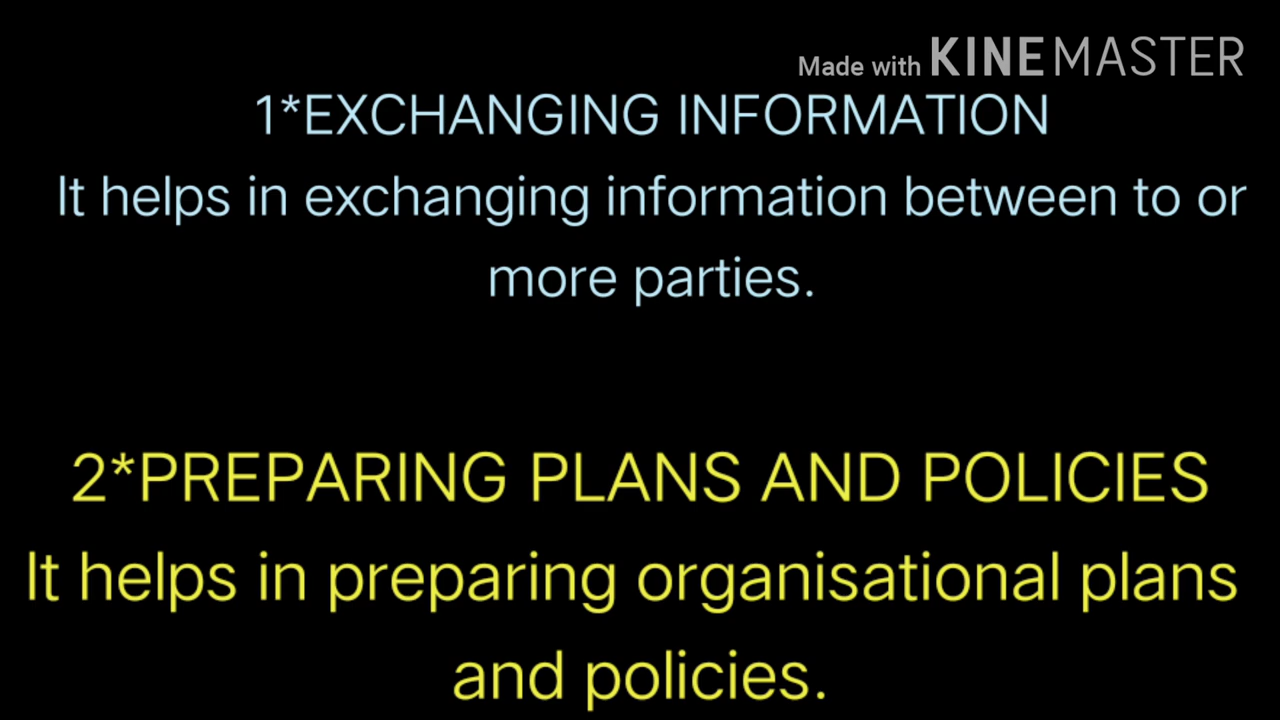 Made with KINEMASTER
1*EXCHANGING INFORMATION
It helps in exchanging information between to or
more parties.
2*PREPARING PLANS AND POLICIES
It helps in preparing organisational plans
and policies.